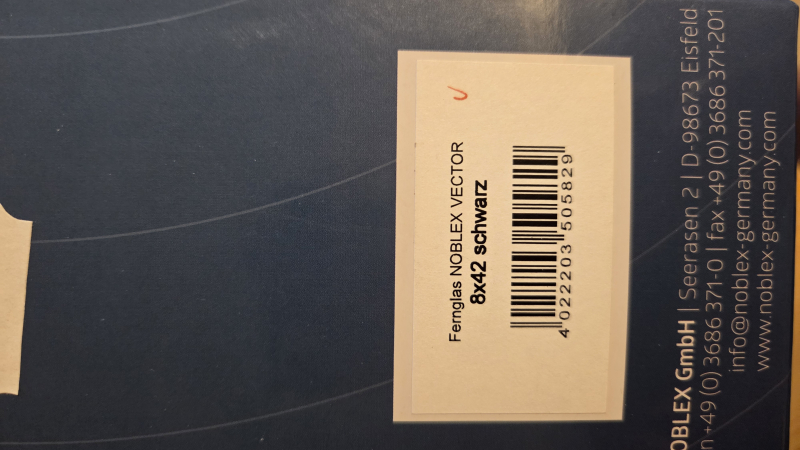 Fernglas NOBLEX VECTOR
8x42 schwarz
4 022203 505829
OBLEX GmbH | Seerasen 2 | D-98673 Eisfeld
n +49 (0) 3686 371-0 | fax +49 (0) 3686 371-201
info@noblex-germany.com
www.noblex-germany.com